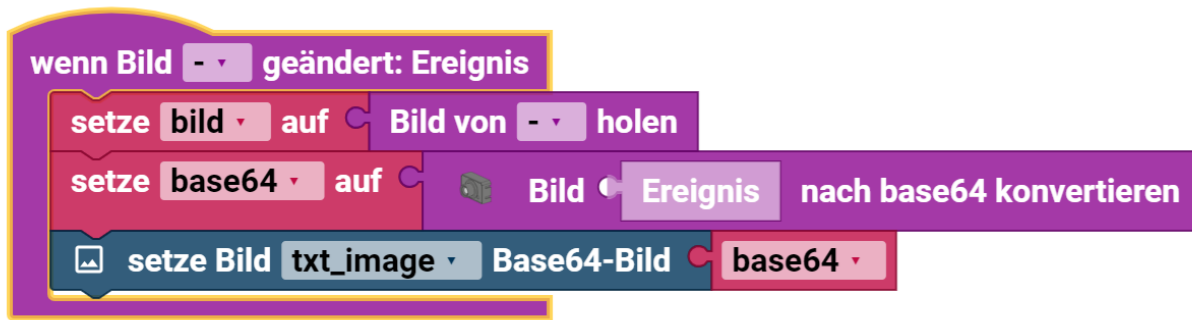 wenn Bild - geändert: Ereignis
setze bild auf Bild von - holen
setze base64 auf Bild Ereignis nach base64 konvertieren
setze Bild txt_image Base64-Bild base64